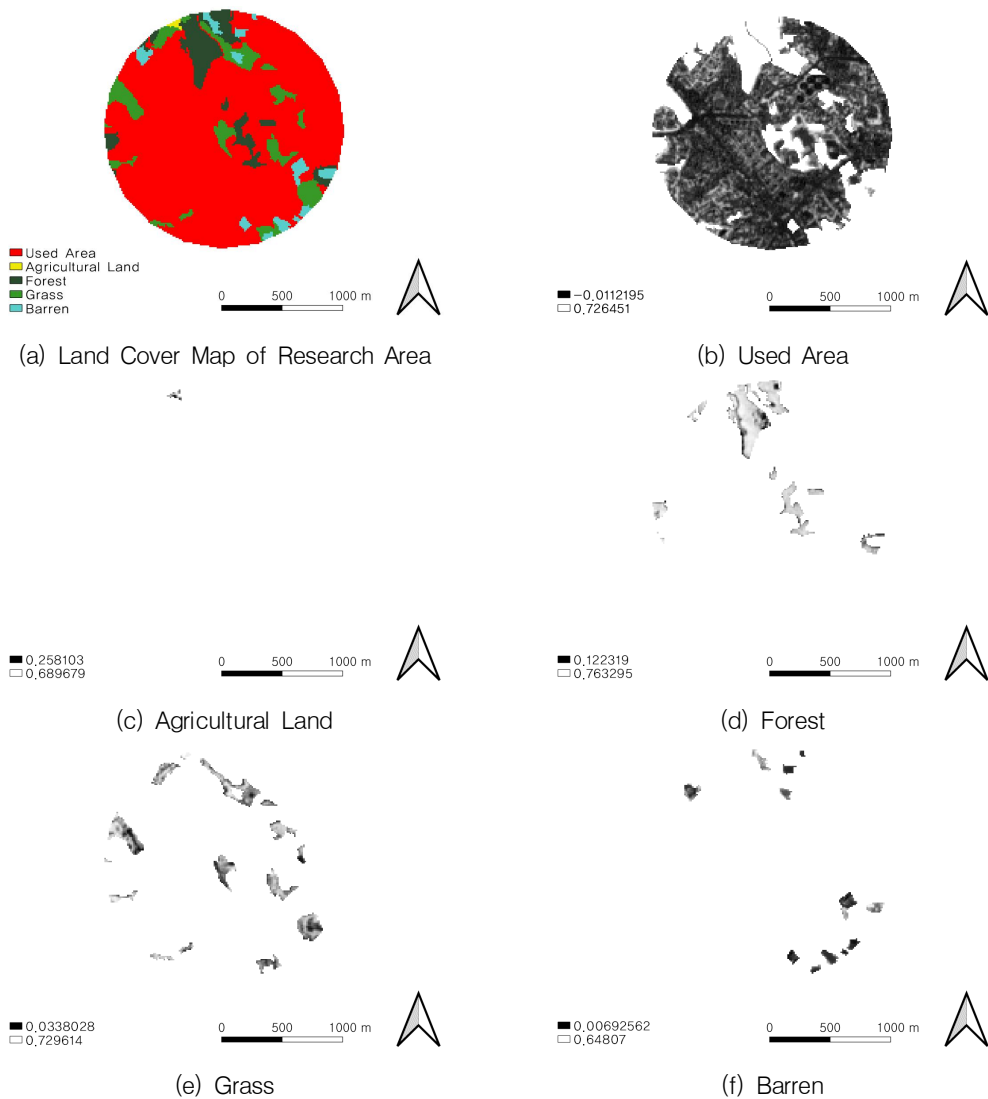 Used Area
Agricultural Land
Forest
Grass
Barren
0 500 1000 m
(a) Land Cover Map of Research Area
-0.0112195
0.726451
0 500 1000 m
(b) Used Area
0.258103
0.689679
0 500 1000 m
(c) Agricultural Land
0.122319
0.763295
0 500 1000 m
(d) Forest
0.0338028
0.729614
0 500 1000 m
(e) Grass
0.00692562
0.64807
0 500 1000 m
(f) Barren